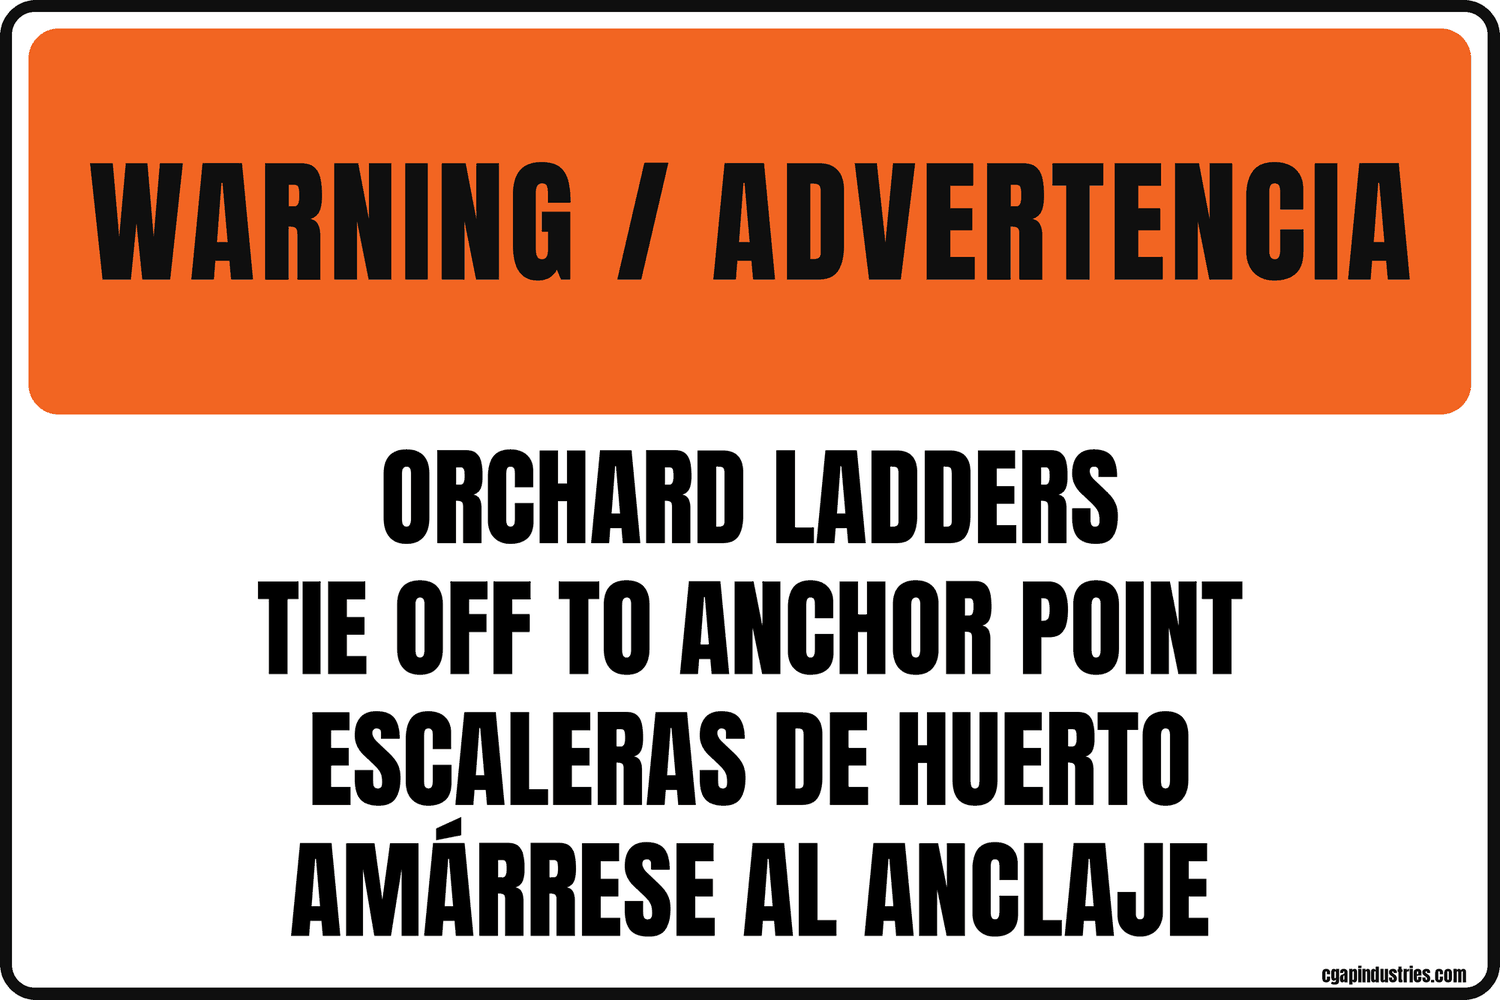 WARNING / ADVERTENCIA
ORCHARD LADDERS
TIE OFF TO ANCHOR POINT
ESCALERAS DE HUERTO
AMÁRRESE AL ANCLAJE
cgapindustries.com